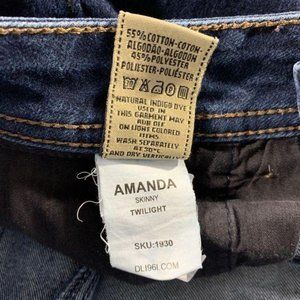 55% COTTON-COTON-
ALGODÃO-ALGODÓN
45% POLYESTER
POLIESTER-POLIÉSTER
NATURAL INDIGO DYE
USED IN
THIS GARMENT MAY
RUB OFF
ON LIGHT COLORED
ITEMS
WASH SEPARATELY
AT 30°C
AND DRY VERTICALLY
AMANDA
SKINNY
TWILIGHT
SKU:1930
DL1961.COM